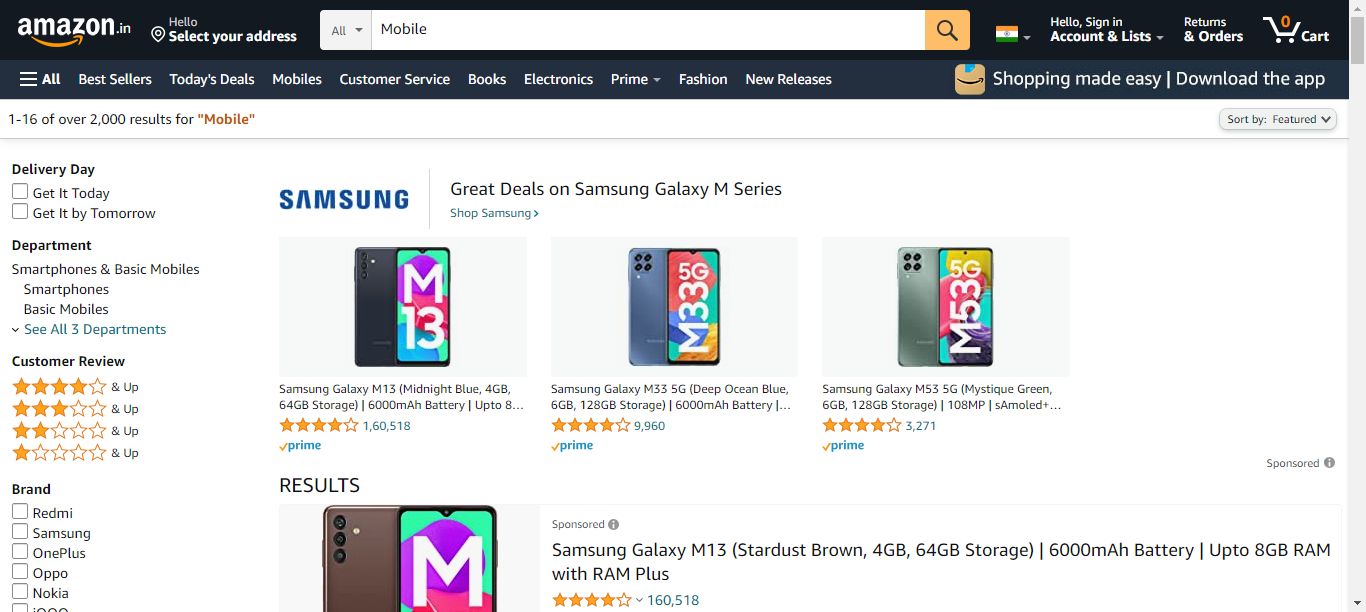 amazon.in
Hello
Select your address
All
Mobile
Hello, Sign in
Account & Lists
Returns
& Orders
0
Cart
All Best Sellers Today's Deals Mobiles Customer Service Books Electronics Prime Fashion New Releases
Shopping made easy | Download the app
1-16 of over 2,000 results for "Mobile"
Sort by: Featured
Delivery Day
Get It Today
Get It by Tomorrow
Department
Smartphones & Basic Mobiles
Smartphones
Basic Mobiles
See All 3 Departments
Customer Review
& Up
& Up
& Up
& Up
Brand
Redmi
Samsung
OnePlus
Oppo
Nokia
iQOO
SAMSUNG
Great Deals on Samsung Galaxy M Series
Shop Samsung
M
13
Samsung Galaxy M13 (Midnight Blue, 4GB,
64GB Storage) | 6000mAh Battery | Upto 8...
1,60,518
prime
5G
M33
Samsung Galaxy M33 5G (Deep Ocean Blue,
6GB, 128GB Storage) | 6000mAh Battery |...
9,960
prime
5G
M53
Samsung Galaxy M53 5G (Mystique Green,
6GB, 128GB Storage) | 108MP | sAmoled+...
3,271
prime
Sponsored
RESULTS
M
Sponsored
Samsung Galaxy M13 (Stardust Brown, 4GB, 64GB Storage) | 6000mAh Battery | Upto 8GB RAM
with RAM Plus
160,518